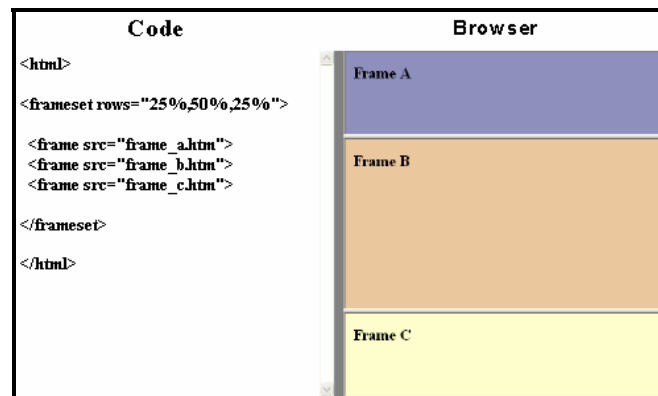 Code
<html>
<frameset rows="25%,50%,25%">
<frame src="frame_a.htm">
<frame src="frame_b.htm">
<frame src="frame_c.htm">
</frameset>
</html>
Browser
Frame A
Frame B
Frame C